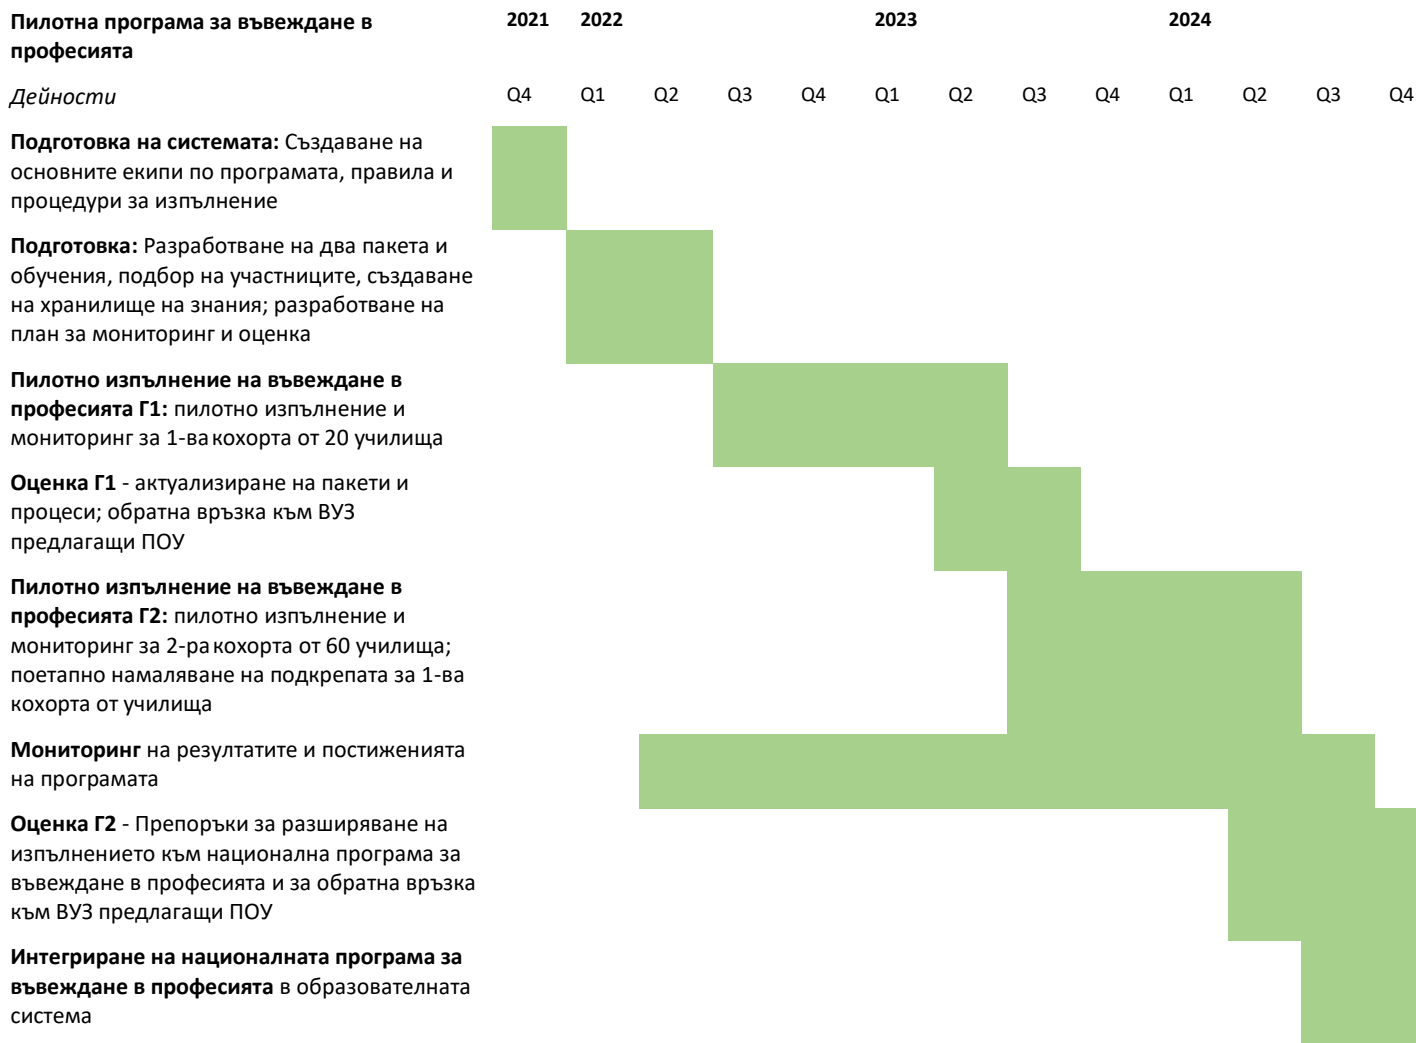 Пилотна програма за въвеждане в 2021 2022 2023 2024
професията
Дейности Q4 Q1 Q2 Q3 Q4 Q1 Q2 Q3 Q4 Q1 Q2 Q3 Q4
Подготовка на системата: Създаване на
основните екипи по програмата, правила и
процедури за изпълнение
Подготовка: Разработване на два пакета и
обучения, подбор на участниците, създаване
на хранилище на знания; разработване на
план за мониторинг и оценка
Пилотно изпълнение на въвеждане в
професията Г1: пилотно изпълнение и
мониторинг за 1-ва кохорта от 20 училища
Оценка Г1 - актуализиране на пакети и
процеси; обратна връзка към ВУЗ
предлагащи ПОУ
Пилотно изпълнение на въвеждане в
професията Г2: пилотно изпълнение и
мониторинг за 2-ра кохорта от 60 училища;
поетапно намаляване на подкрепата за 1-ва
кохорта от училища
Мониторинг на резултатите и постиженията
на програмата
Оценка Г2 - Препоръки за разширяване на
изпълнението към национална програма за
въвеждане в професията и за обратна връзка
към ВУЗ предлагащи ПОУ
Интегриране на националната програма за
въвеждане в професията в образователната
система